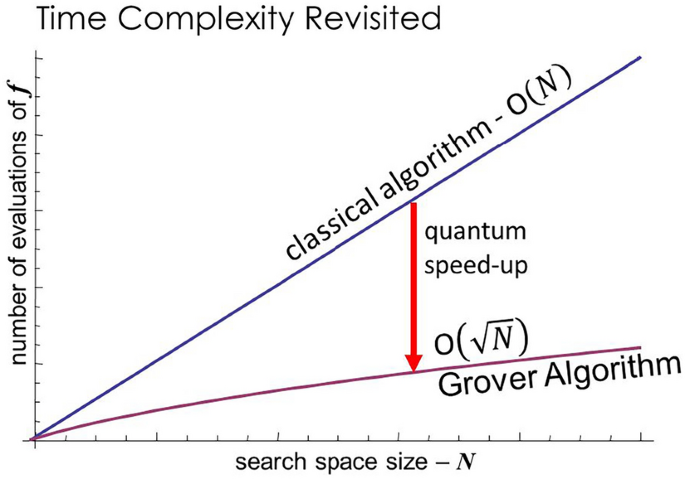 Time Complexity Revisited
number of evaluations of f
classical algorithm - O(N)
quantum
speed-up
O(√N)
Grover Algorithm
search space size – N